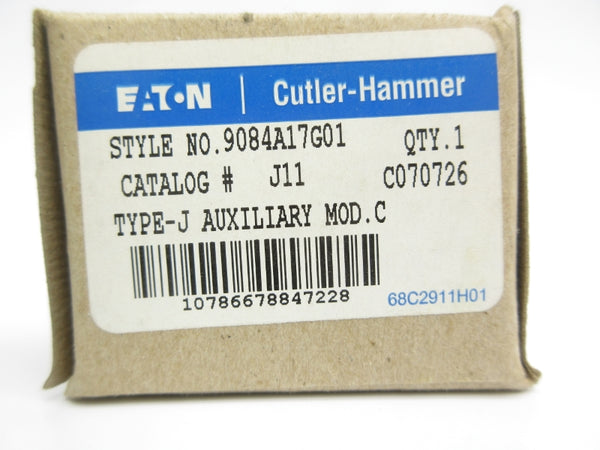 EATON | Cutler-Hammer
STYLE NO.9084A17G01 QTY.1
CATALOG # J11 C070726
TYPE-J AUXILIARY MOD.C
10786678847228 68C2911H01